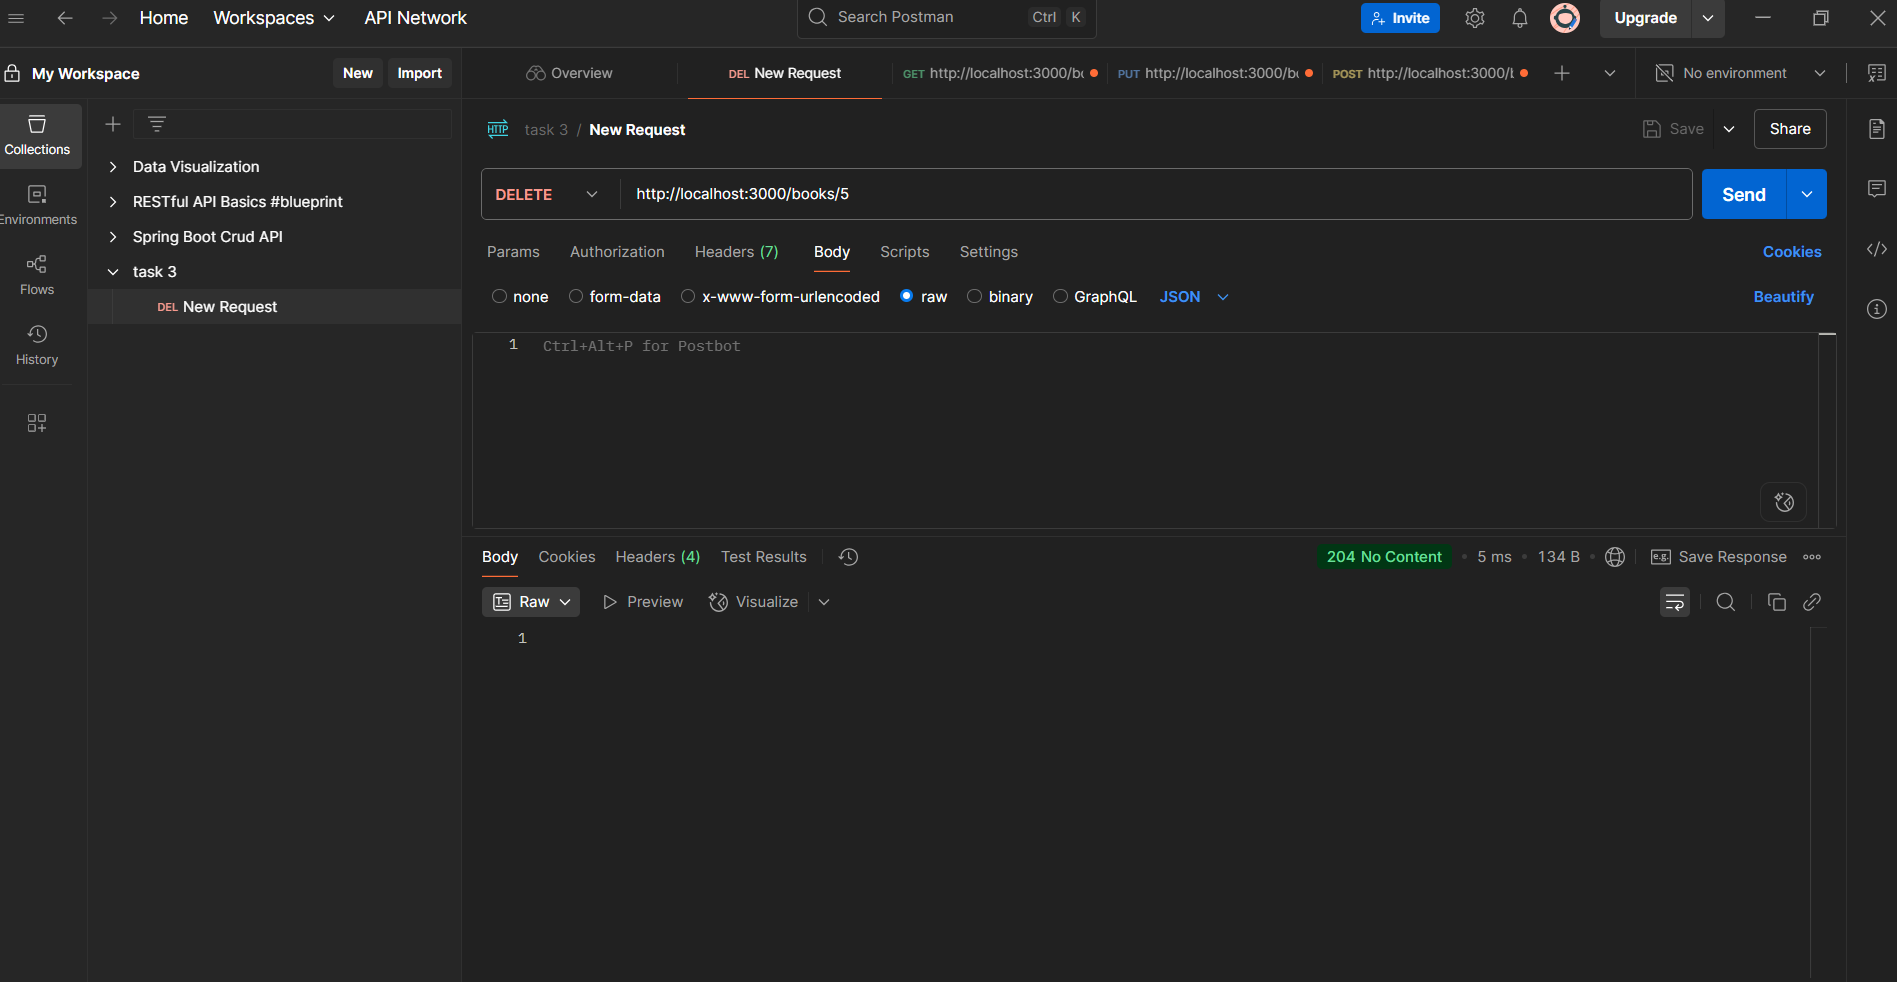 Home Workspaces API Network Search Postman Ctrl K Invite Upgrade
My Workspace New Import Overview DEL New Request GET http://localhost:3000/bo PUT http://localhost:3000/bo POST http://localhost:3000/b No environment
Collections
Environments
Flows
History
Data Visualization
RESTful API Basics #blueprint
Spring Boot Crud API
task 3
DEL New Request
HTTP task 3 / New Request Save Share
DELETE http://localhost:3000/books/5 Send
Params Authorization Headers (7) Body Scripts Settings Cookies
none form-data x-www-form-urlencoded raw binary GraphQL JSON Beautify
1 Ctrl+Alt+P for Postbot
Body Cookies Headers (4) Test Results 204 No Content • 5 ms • 134 B • e.g. Save Response
Raw Preview Visualize
1